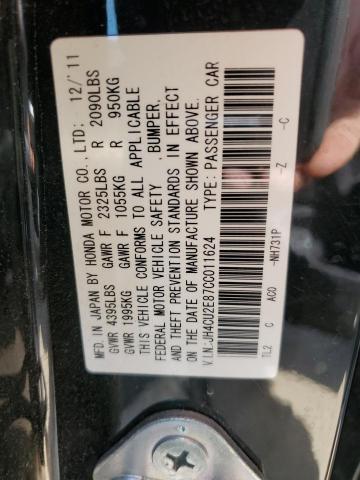 MFD. IN JAPAN BY HONDA MOTOR CO., LTD: 12/'11
GVWR 4395LBS GAWR F 2325LBS R 2090LBS
GVWR 1995KG GAWR F 1055KG R 950KG
THIS VEHICLE CONFORMS TO ALL APPLICABLE
FEDERAL MOTOR VEHICLE SAFETY, BUMPER,
AND THEFT PREVENTION STANDARDS IN EFFECT
ON THE DATE OF MANUFACTURE SHOWN ABOVE.
V.I.N:JH4CU2E87CC011624 TYPE:PASSENGER CAR
-NH731P -Z -C
TL2 C AC0